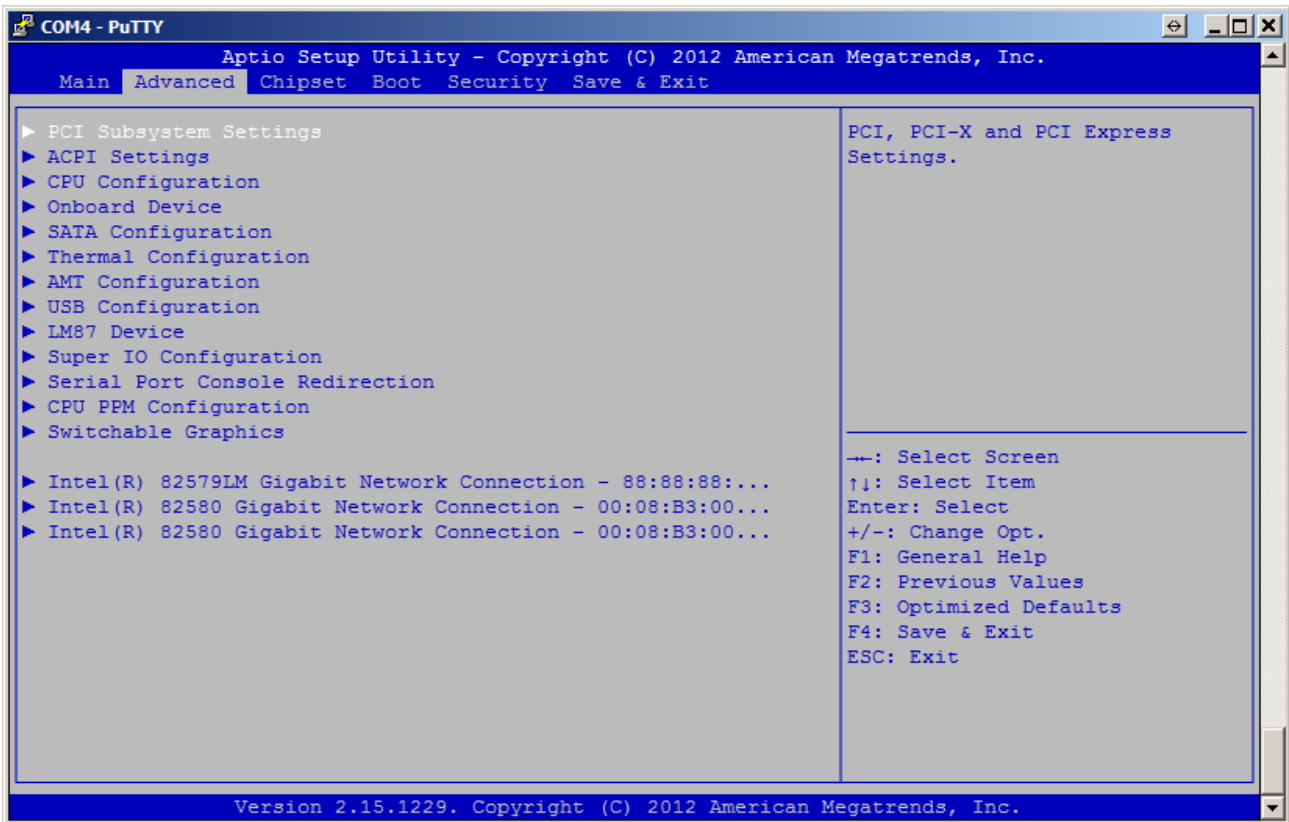 COM4 - PuTTY
Aptio Setup Utility - Copyright (C) 2012 American Megatrends, Inc.
Main Advanced Chipset Boot Security Save & Exit
► PCI Subsystem Settings
► ACPI Settings
► CPU Configuration
► Onboard Device
► SATA Configuration
► Thermal Configuration
► AMT Configuration
► USB Configuration
► LM87 Device
► Super IO Configuration
► Serial Port Console Redirection
► CPU PPM Configuration
► Switchable Graphics
► Intel(R) 82579LM Gigabit Network Connection - 88:88:88:...
► Intel(R) 82580 Gigabit Network Connection - 00:08:B3:00...
► Intel(R) 82580 Gigabit Network Connection - 00:08:B3:00...
PCI, PCI-X and PCI Express
Settings.
→←: Select Screen
↑↓: Select Item
Enter: Select
+/-: Change Opt.
F1: General Help
F2: Previous Values
F3: Optimized Defaults
F4: Save & Exit
ESC: Exit
Version 2.15.1229. Copyright (C) 2012 American Megatrends, Inc.